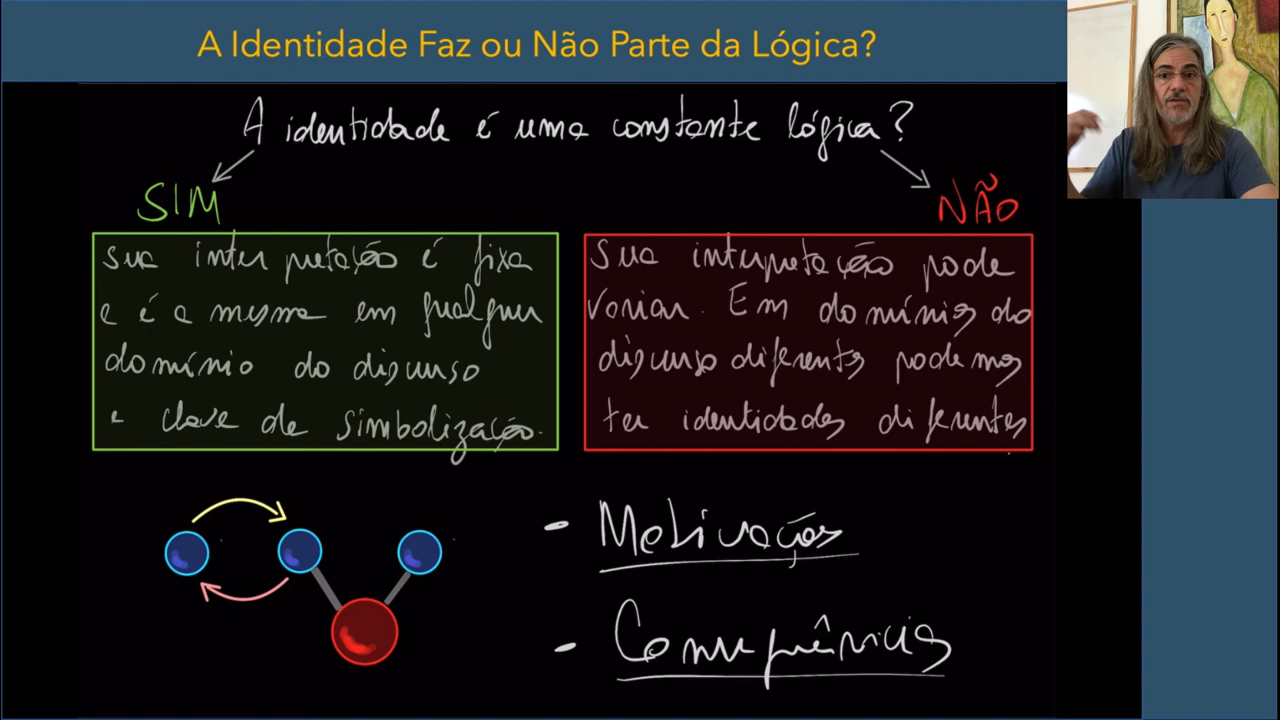 A Identidade Faz ou Não Parte da Lógica?
A identidade é uma constante lógica?
SIM
NÃO
sua interpretação é fixa
e é a mesma em qualquer
domínio do discurso
e chave de simbolização.
Sua interpretação pode
variar. Em domínios do
discurso diferentes podemos
ter identidades diferentes
- Motivações
- Consequências